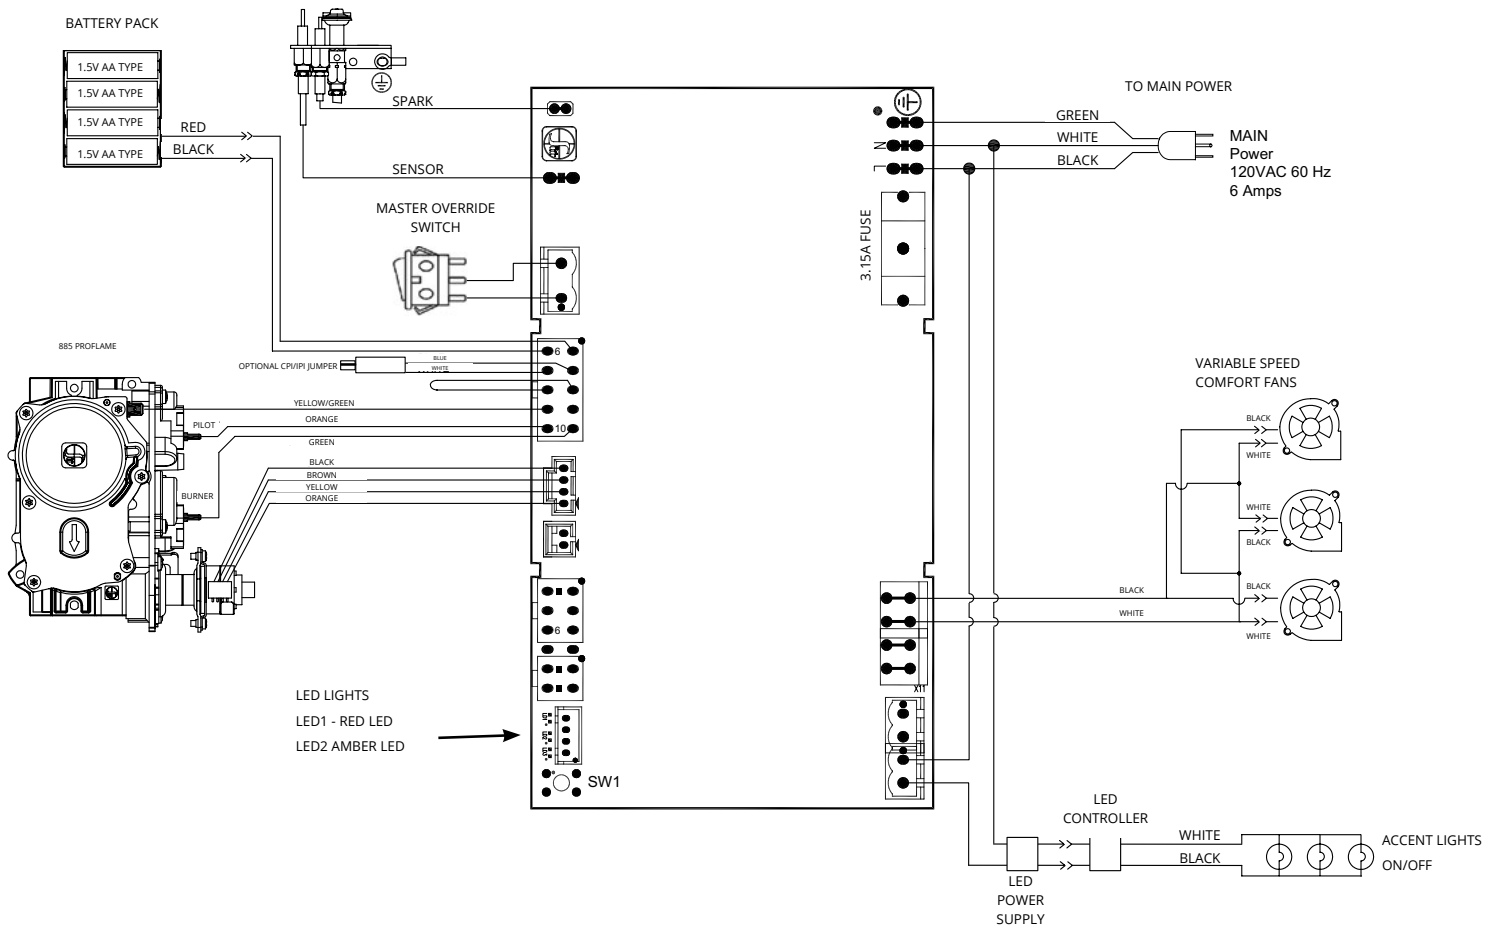 BATTERY PACK
1.5V AA TYPE
1.5V AA TYPE
1.5V AA TYPE
1.5V AA TYPE
RED
BLACK
SPARK
SENSOR
MASTER OVERRIDE
SWITCH
TO MAIN POWER
GREEN
WHITE
BLACK
N
L
MAIN
Power
120VAC 60 Hz
6 Amps
3.15A FUSE
885 PROFLAME
OPTIONAL CPI/IPI JUMPER
BLUE
WHITE
6
YELLOW/GREEN
PILOT
ORANGE
10
GREEN
BLACK
BROWN
YELLOW
ORANGE
BURNER
VARIABLE SPEED
COMFORT FANS
BLACK
WHITE
WHITE
BLACK
BLACK
WHITE
BLACK
WHITE
6
X11
LED LIGHTS
LED1 - RED LED
LED2 AMBER LED
SW1
LED
CONTROLLER
WHITE
BLACK
ACCENT LIGHTS
ON/OFF
LED
POWER
SUPPLY